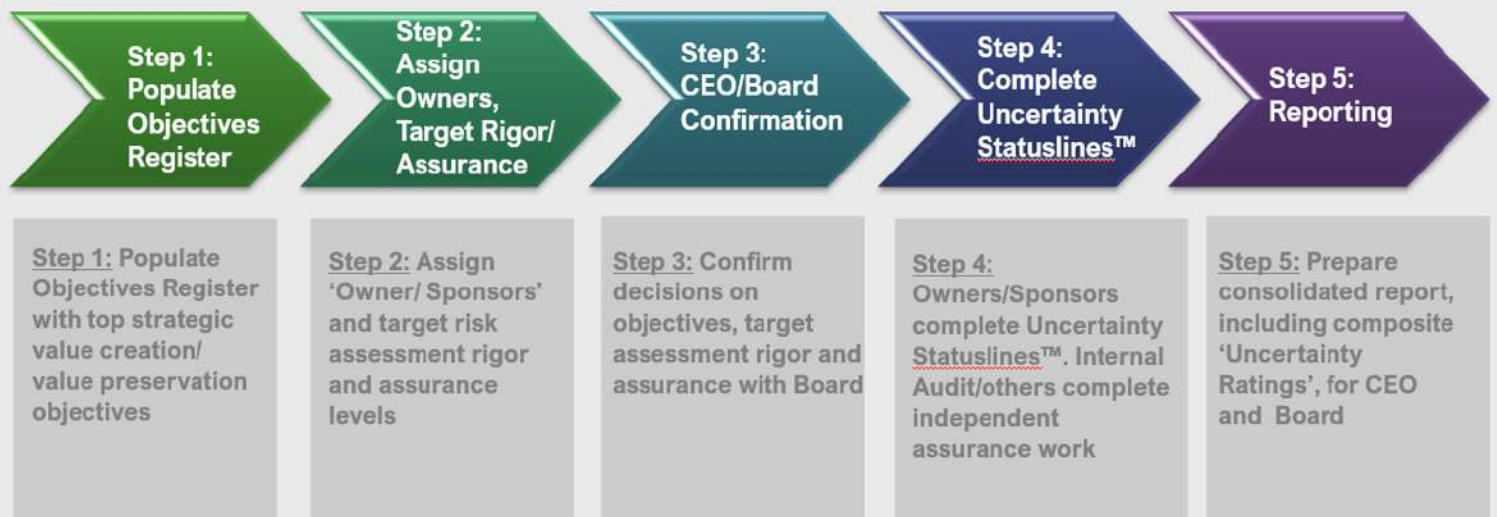 Step 1:
Populate
Objectives
Register
Step 2:
Assign
Owners,
Target Rigor/
Assurance
Step 3:
CEO/Board
Confirmation
Step 4:
Complete
Uncertainty
Statuslines™
Step 5:
Reporting
Step 1: Populate
Objectives Register
with top strategic
value creation/
value preservation
objectives
Step 2: Assign
‘Owner/ Sponsors’
and target risk
assessment rigor
and assurance
levels
Step 3: Confirm
decisions on
objectives, target
assessment rigor and
assurance with Board
Step 4:
Owners/Sponsors
complete Uncertainty
Statuslines™. Internal
Audit/others complete
independent
assurance work
Step 5: Prepare
consolidated report,
including composite
‘Uncertainty
Ratings’, for CEO
and Board